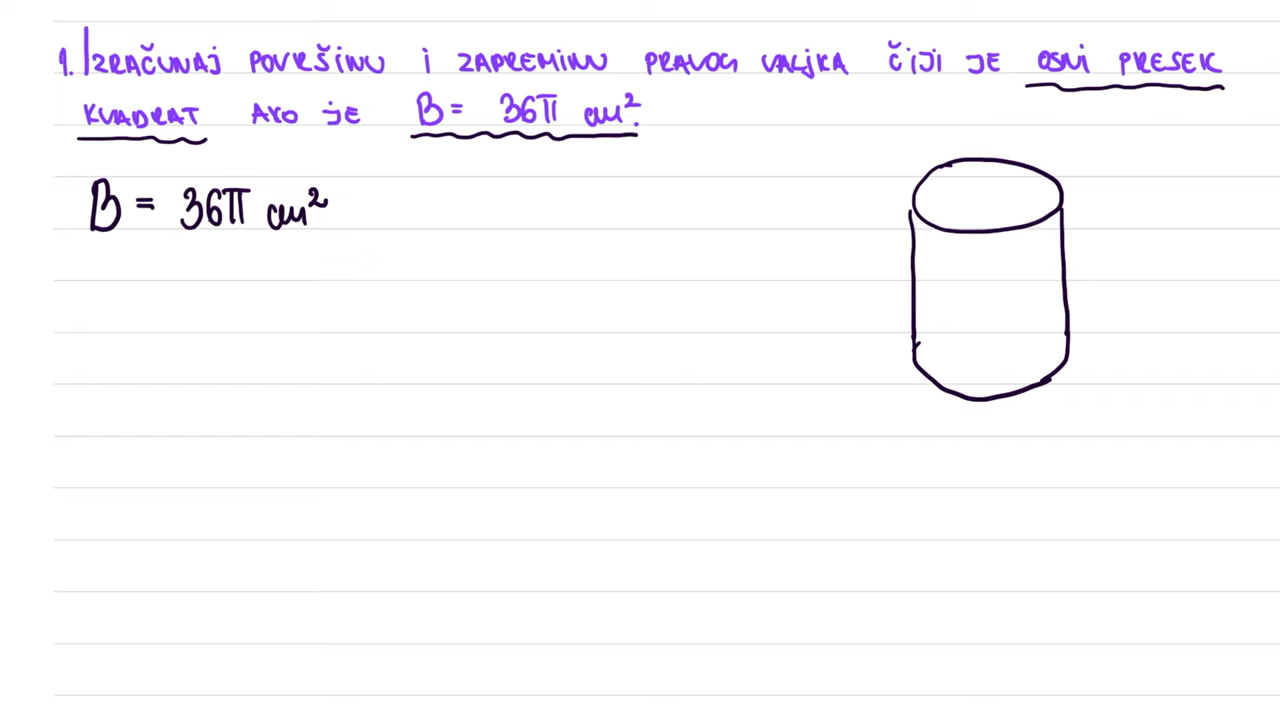 1. IZRAČUNAJ POVRŠINU I ZAPREMINU PRAVOG VALJKA ČIJI JE OSNI PRESEK
KVADRAT AKO JE B = 36π cm².
B = 36π cm²